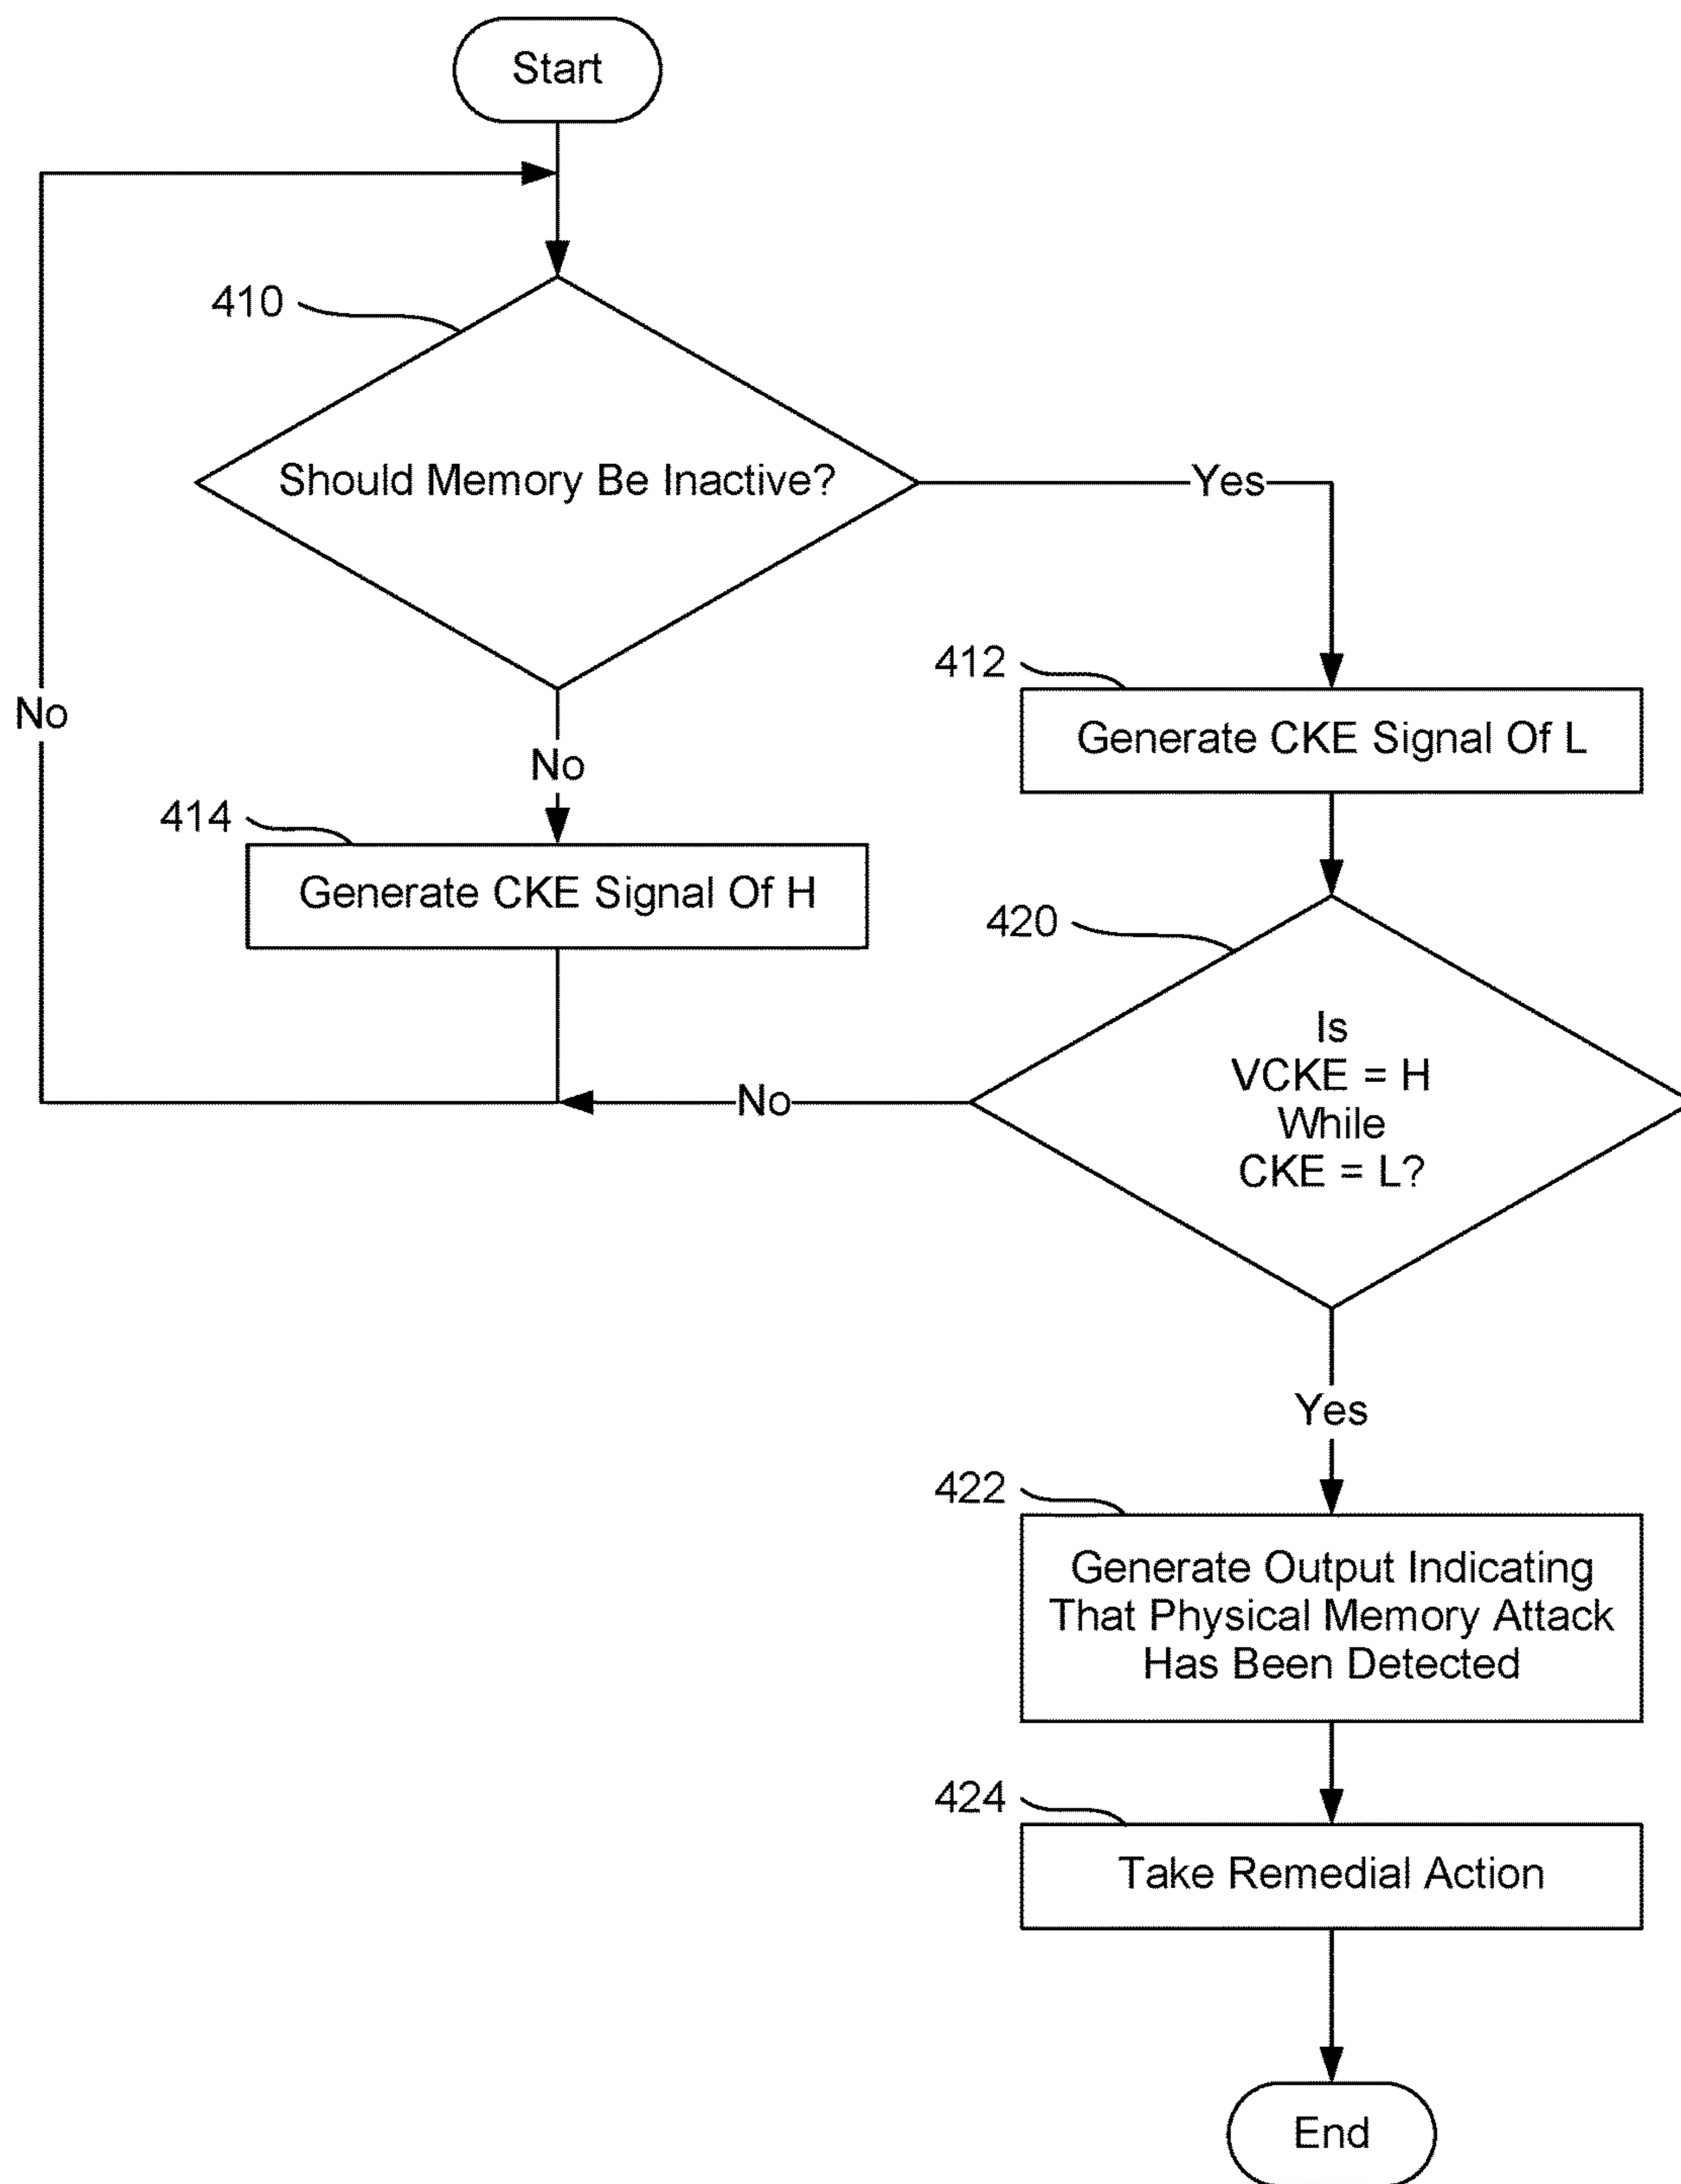 Start
410
Should Memory Be Inactive?
Yes
No
412
Generate CKE Signal Of L
No
414
Generate CKE Signal Of H
420
Is
VCKE = H
While
CKE = L?
No
Yes
422
Generate Output Indicating
That Physical Memory Attack
Has Been Detected
424
Take Remedial Action
End